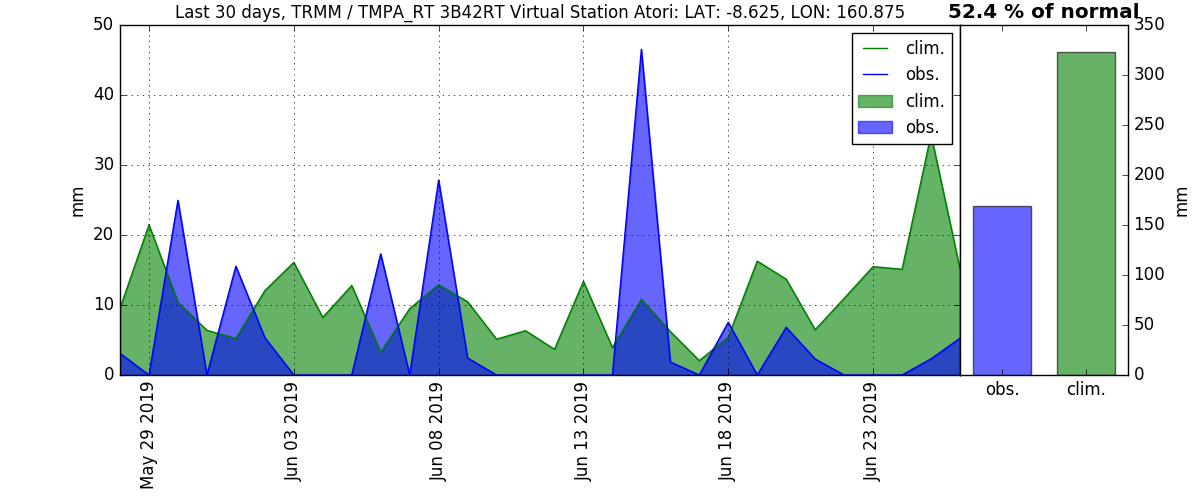 Last 30 days, TRMM / TMPA_RT 3B42RT Virtual Station Atori: LAT: -8.625, LON: 160.875
52.4 % of normal
50
40
30
20
10
0
mm
clim.
obs.
clim.
obs.
350
300
250
200
150
100
50
0
mm
May 29 2019
Jun 03 2019
Jun 08 2019
Jun 13 2019
Jun 18 2019
Jun 23 2019
obs.
clim.